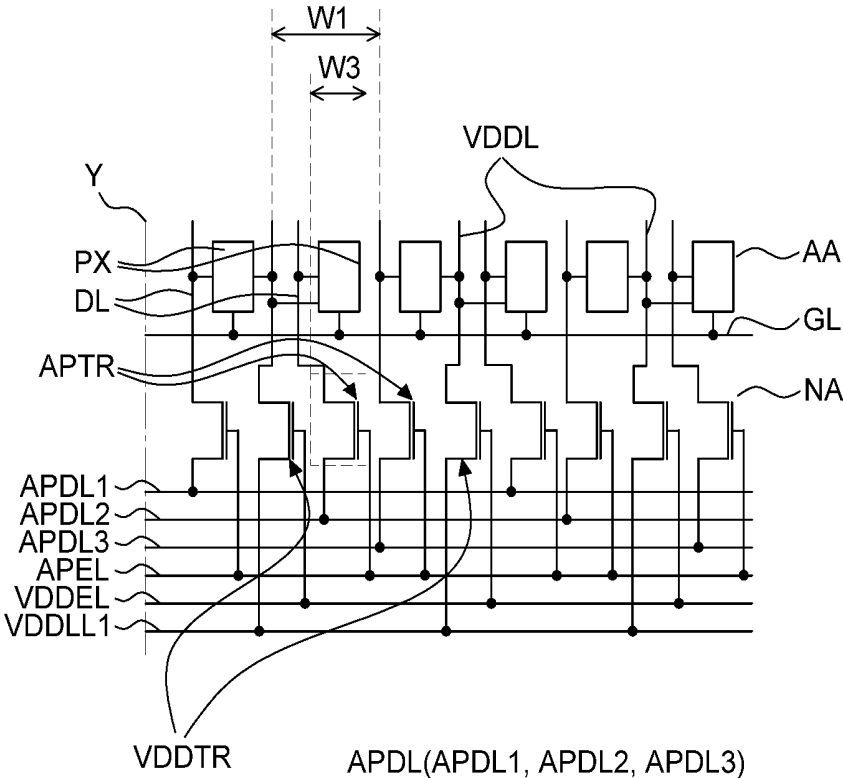 W1
W3
VDDL
Y
PX
AA
DL
GL
APTR
NA
APDL1
APDL2
APDL3
APEL
VDDEL
VDDLL1
VDDTR
APDL(APDL1, APDL2, APDL3)